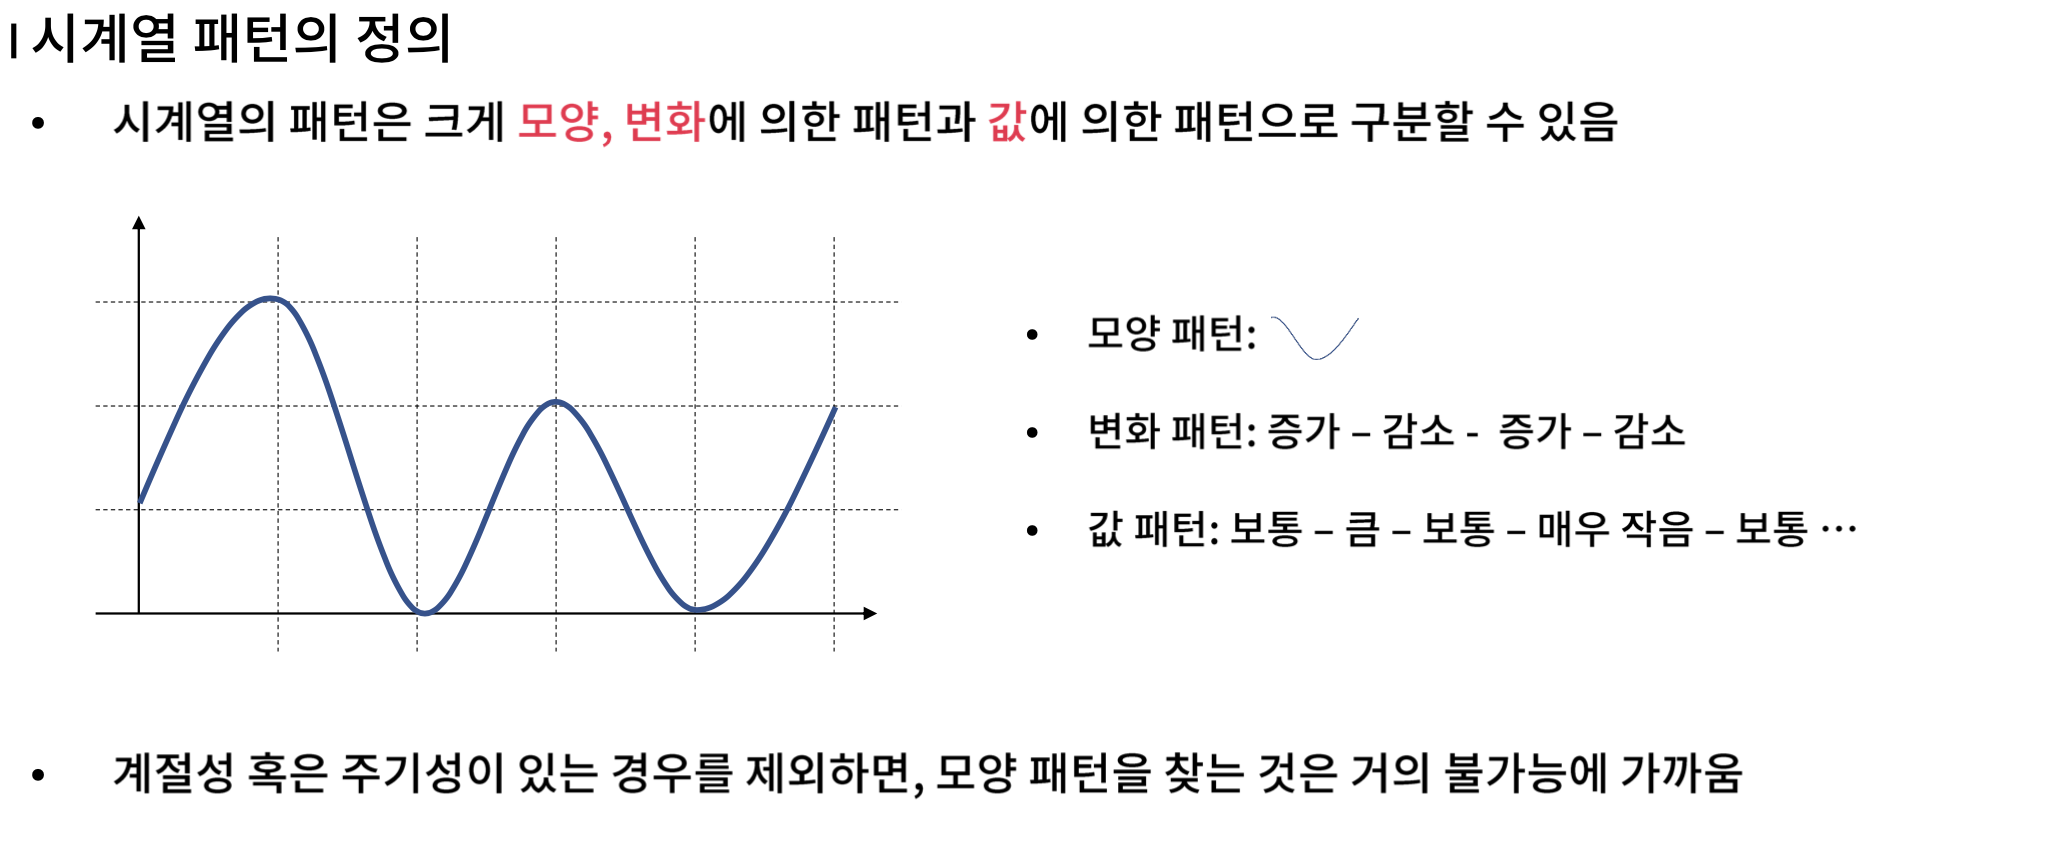 | 시계열 패턴의 정의
• 시계열의 패턴은 크게 모양, 변화에 의한 패턴과 값에 의한 패턴으로 구분할 수 있음
• 모양 패턴:
• 변화 패턴: 증가 – 감소 - 증가 – 감소
• 값 패턴: 보통 – 큼 – 보통 – 매우 작음 – 보통 …
• 계절성 혹은 주기성이 있는 경우를 제외하면, 모양 패턴을 찾는 것은 거의 불가능에 가까움